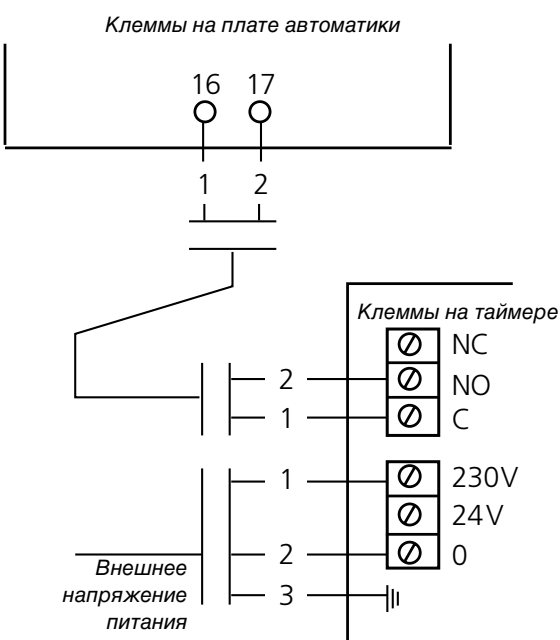 Клеммы на плате автоматики
16 17
1 2
Клеммы на таймере
NC
2 NO
1 C
1 230V
24V
2 0
3
Внешнее
напряжение
питания